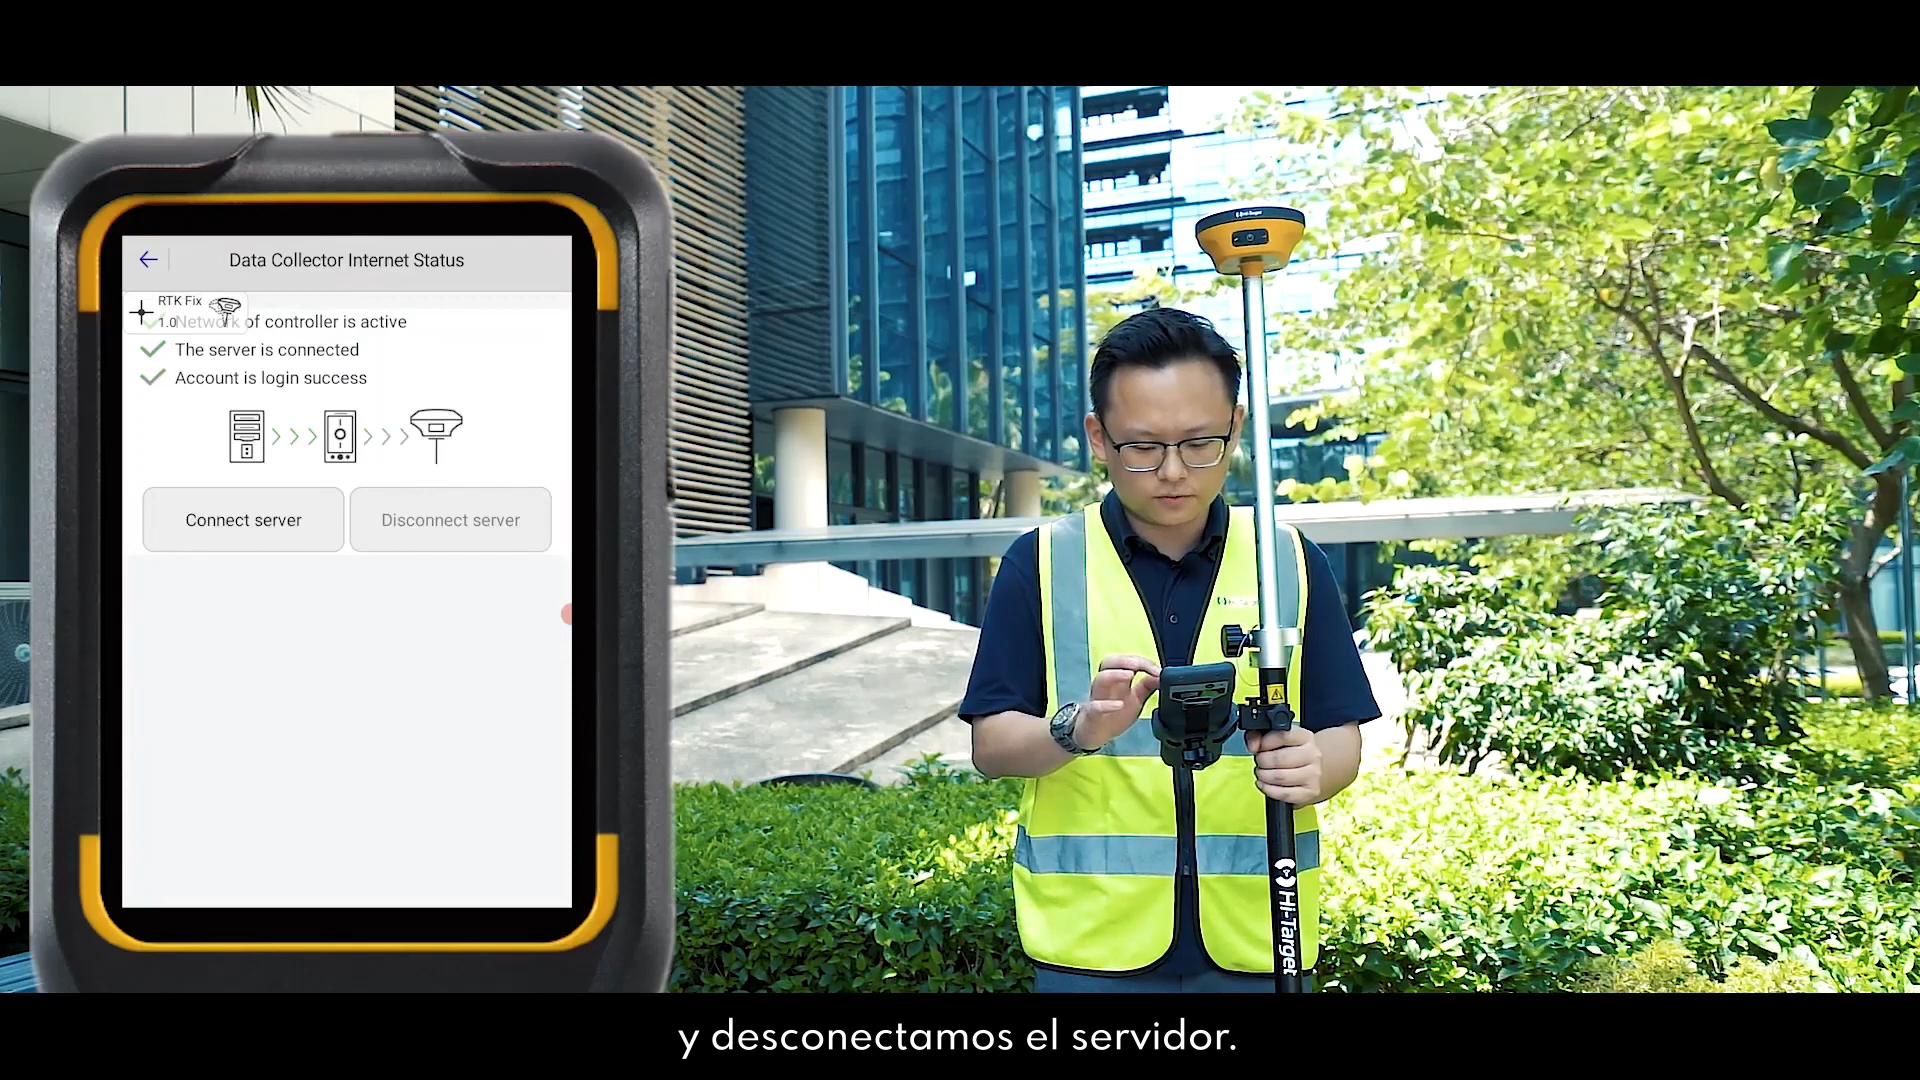 Data Collector Internet Status
RTK Fix
1.0
Network of controller is active
The server is connected
Account is login success
Connect server
Disconnect server
Hi-Target
y desconectamos el servidor.